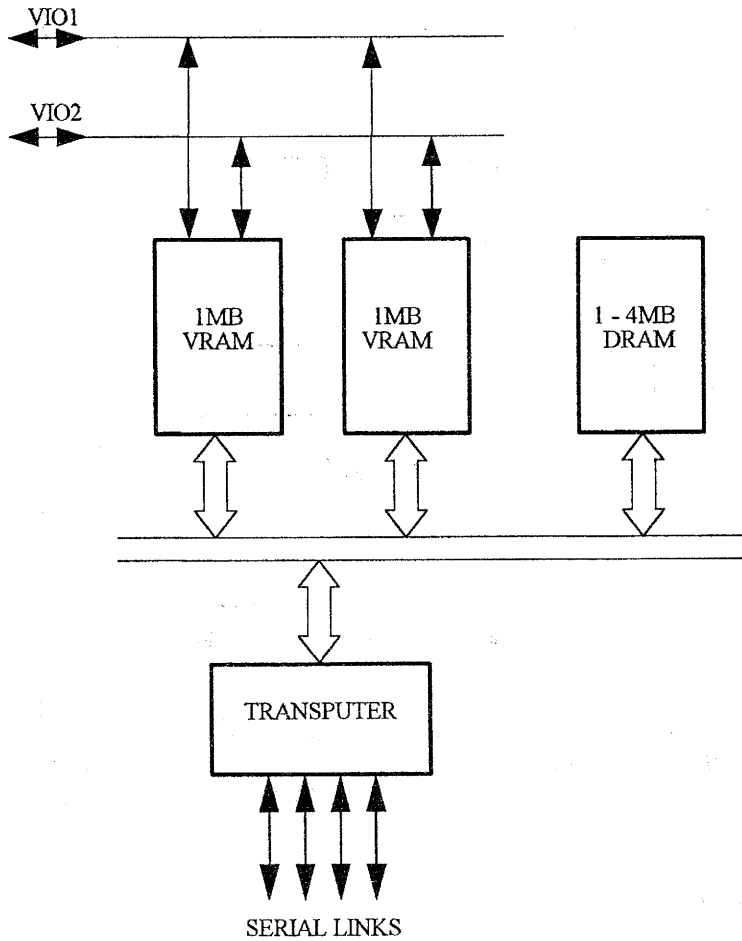 VIO1
VIO2
1MB
VRAM
1MB
VRAM
1 - 4MB
DRAM
TRANSPUTER
SERIAL LINKS